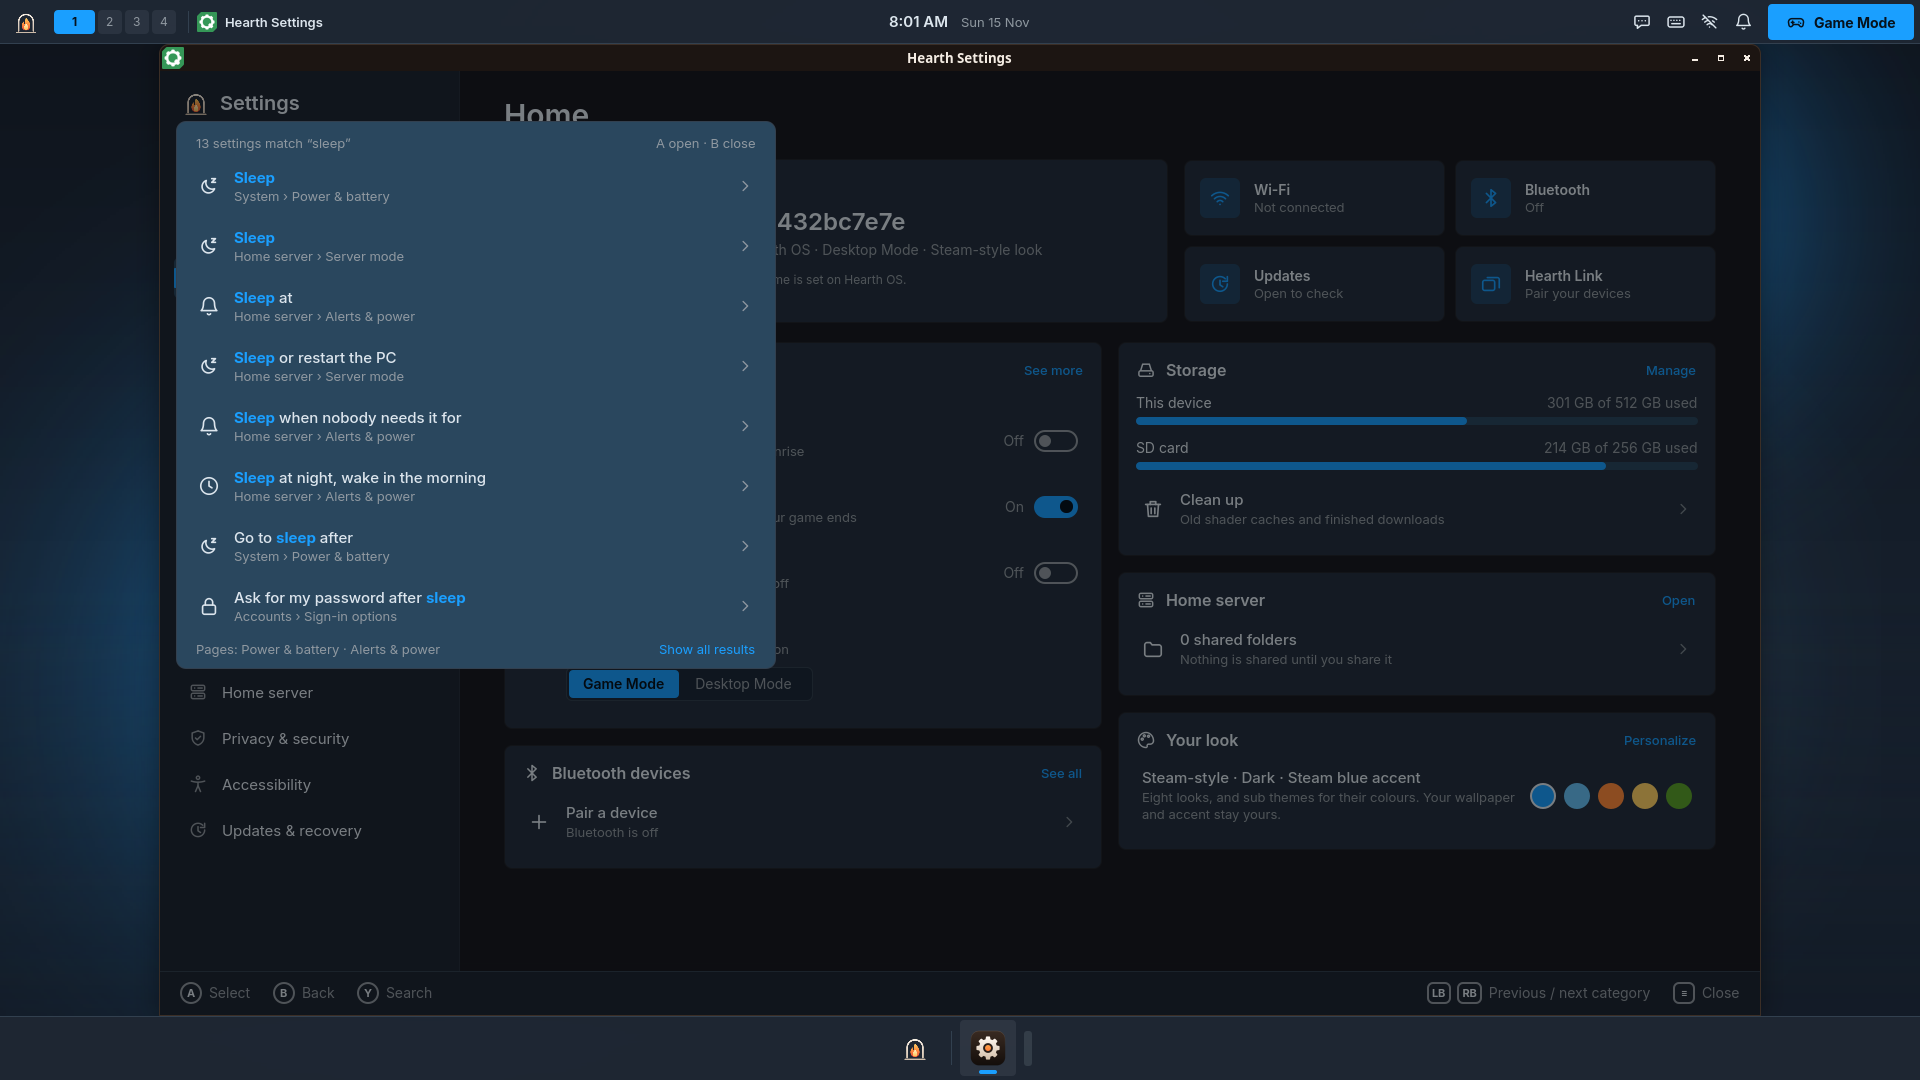 1 2 3 4 Hearth Settings
8:01 AM Sun 15 Nov
Game Mode
Hearth Settings
Settings
13 settings match “sleep”
A open · B close
Sleep
System › Power & battery
Sleep
Home server › Server mode
Sleep at
Home server › Alerts & power
Sleep or restart the PC
Home server › Server mode
Sleep when nobody needs it for
Home server › Alerts & power
Sleep at night, wake in the morning
Home server › Alerts & power
Go to sleep after
System › Power & battery
Ask for my password after sleep
Accounts › Sign-in options
Pages: Power & battery · Alerts & power
Show all results
Home server
Privacy & security
Accessibility
Updates & recovery
Home
432bc7e7e
th OS · Desktop Mode · Steam-style look
me is set on Hearth OS.
Wi-Fi
Not connected
Bluetooth
Off
Updates
Open to check
Hearth Link
Pair your devices
See more
Off
nrise
On
ur game ends
Off
off
on
Game Mode Desktop Mode
Bluetooth devices
See all
Pair a device
Bluetooth is off
Storage
Manage
This device
301 GB of 512 GB used
SD card
214 GB of 256 GB used
Clean up
Old shader caches and finished downloads
Home server
Open
0 shared folders
Nothing is shared until you share it
Your look
Personalize
Steam-style · Dark · Steam blue accent
Eight looks, and sub themes for their colours. Your wallpaper
and accent stay yours.
A Select B Back Y Search
LB RB Previous / next category Close